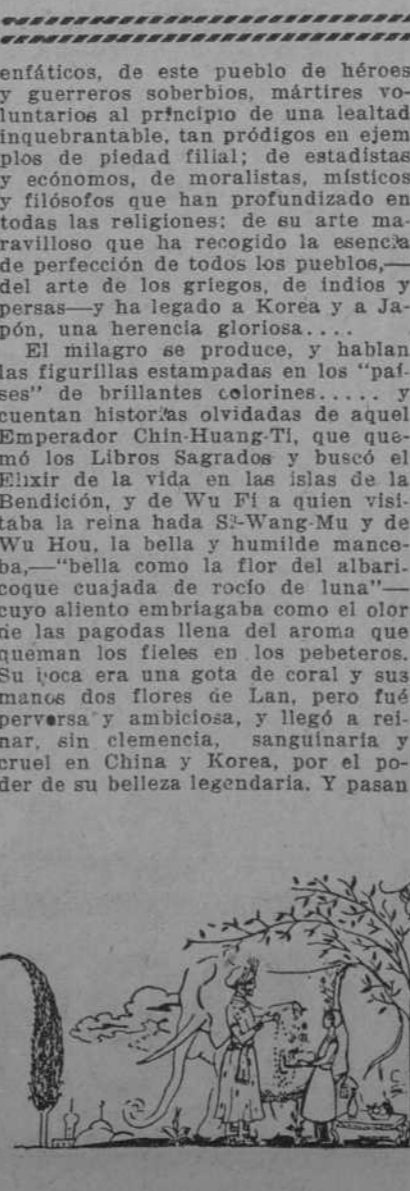 enfáticos, de este pueblo de héroes
y guerreros soberbios, mártires vo-
luntarios al principio de una lealtad
inquebrantable, tan pródigos en ejem
plos de piedad filial; de estadistas
y ecónomos, de moralistas, místicos
y filósofos que han profundizado en
todas las religiones; de su arte ma-
ravilloso que ha recogido la esencia
de perfección de todos los pueblos,—
del arte de los griegos, de indios y
persas—y ha legado a Korea y a Ja-
pón, una herencia gloriosa....
El milagro se produce, y hablan
las figurillas estampadas en los "paí-
ses" de brillantes colorines..... y
cuentan historias olvidadas de aquel
Emperador Chin-Huang-Ti, que que-
mó los Libros Sagrados y buscó el
Elixir de la vida en las islas de la
Bendición, y de Wu Fi a quien visi-
taba la reina hada Si-Wang-Mu y de
Wu Hou, la bella y humilde mance-
ba,—"bella como la flor del albari-
coque cuajada de rocío de luna"—
cuyo aliento embriagaba como el olor
de las pagodas llena del aroma que
queman los fieles en los pebeteros.
Su boca era una gota de coral y sus
manos dos flores de Lan, pero fué
perversa y ambiciosa, y llegó a rei-
nar, sin clemencia, sanguinaria y
cruel en China y Korea, por el po-
der de su belleza legendaria. Y pasan